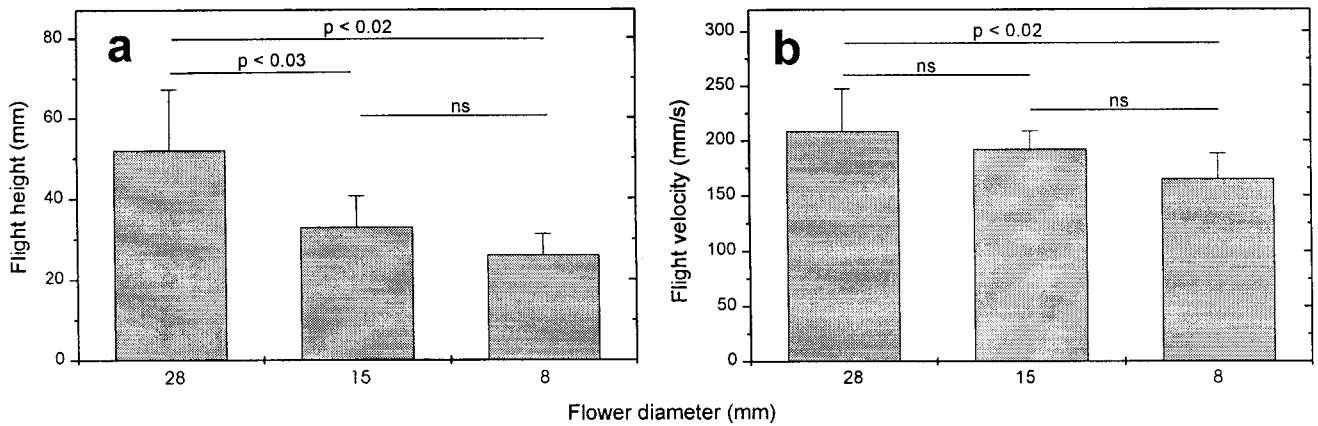 a
p < 0.02
p < 0.03
ns
Flight height (mm)
80
60
40
20
0
28 15 8
b
p < 0.02
ns
ns
Flight velocity (mm/s)
300
250
200
150
100
50
0
28 15 8
Flower diameter (mm)